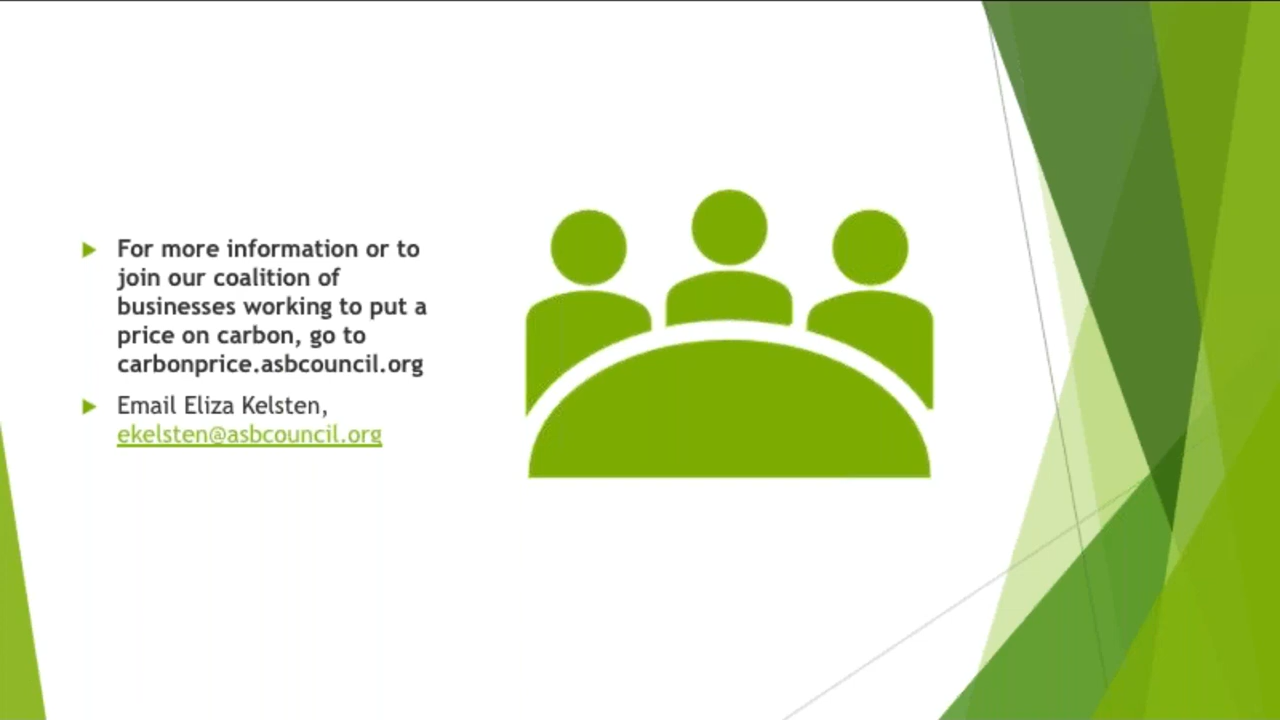 For more information or to
join our coalition of
businesses working to put a
price on carbon, go to
carbonprice.asbcouncil.org
Email Eliza Kelsten,
ekelsten@asbcouncil.org